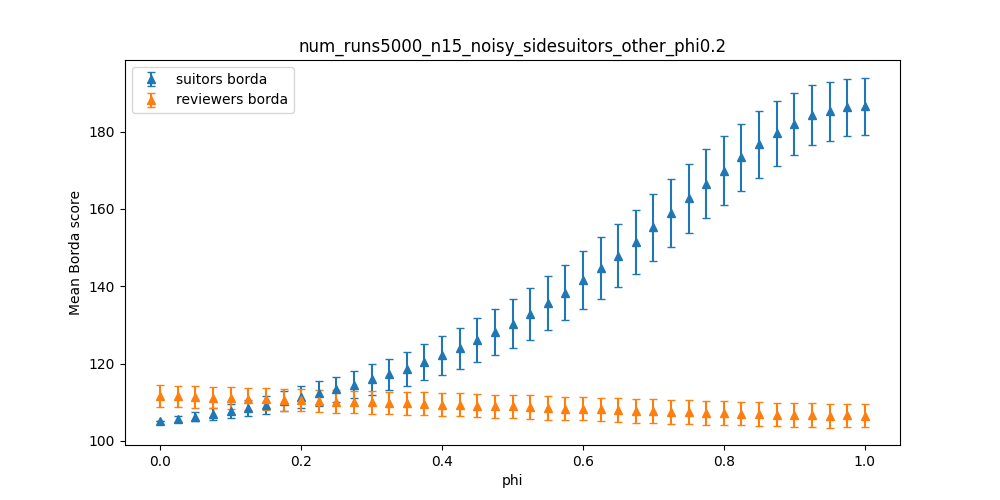 num_runs5000_n15_noisy_sidesuitors_other_phi0.2
suitors borda
reviewers borda
180
160
140
120
100
Mean Borda score
0.0 0.2 0.4 0.6 0.8 1.0
phi